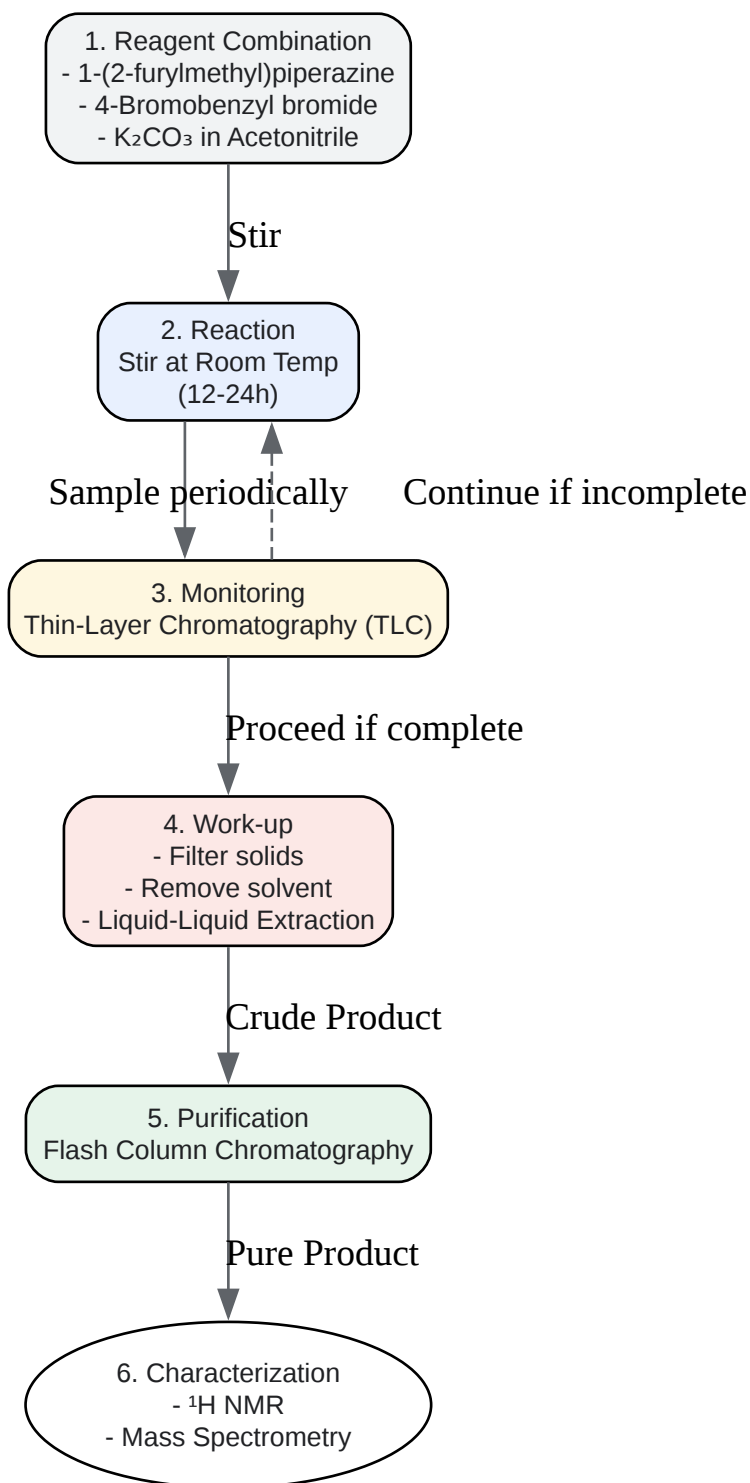 1. Reagent Combination
- 1-(2-furylmethyl)piperazine
- 4-Bromobenzyl bromide
- K₂CO₃ in Acetonitrile
Stir
2. Reaction
Stir at Room Temp
(12-24h)
Sample periodically
Continue if incomplete
3. Monitoring
Thin-Layer Chromatography (TLC)
Proceed if complete
4. Work-up
- Filter solids
- Remove solvent
- Liquid-Liquid Extraction
Crude Product
5. Purification
Flash Column Chromatography
Pure Product
6. Characterization
- ¹H NMR
- Mass Spectrometry